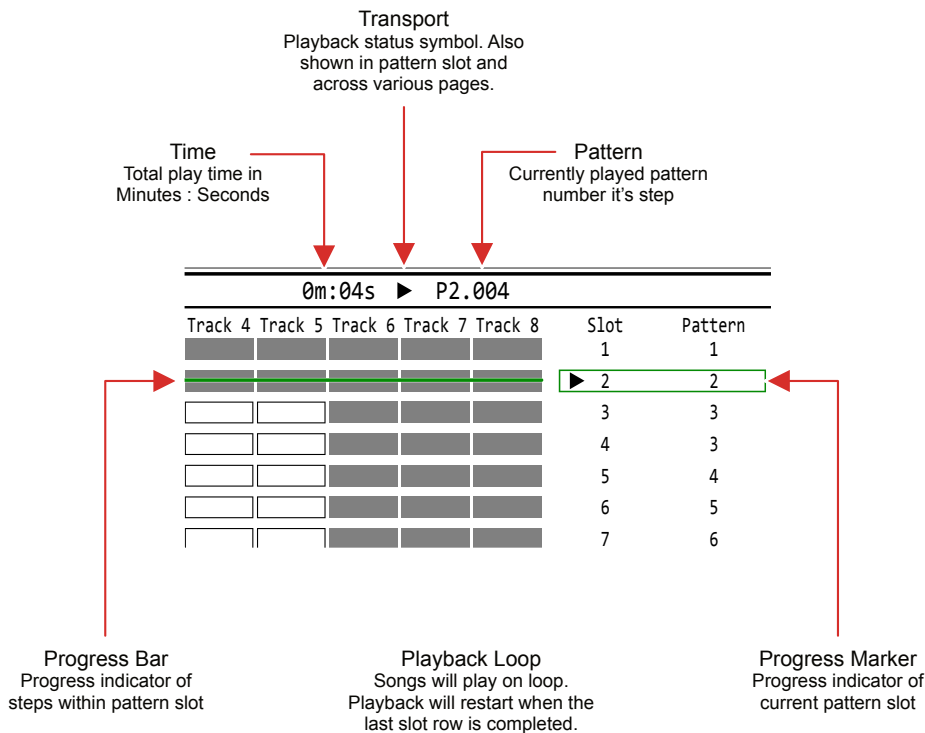 Transport
Playback status symbol. Also
shown in pattern slot and
across various pages.
Time
Total play time in
Minutes : Seconds
Pattern
Currently played pattern
number it’s step
0m:04s ▶ P2.004
Track 4 Track 5 Track 6 Track 7 Track 8 Slot Pattern
1 1
▶ 2 2
3 3
4 3
5 4
6 5
7 6
Progress Bar
Progress indicator of
steps within pattern slot
Playback Loop
Songs will play on loop.
Playback will restart when the
last slot row is completed.
Progress Marker
Progress indicator of
current pattern slot